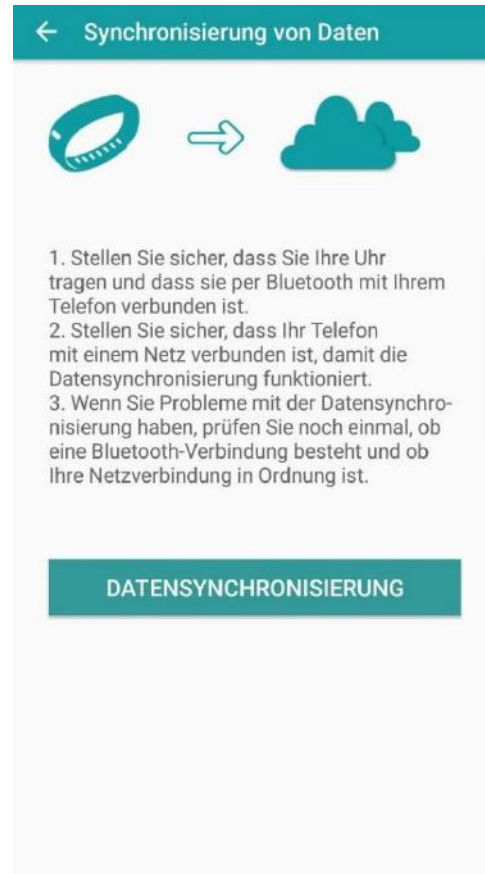 Synchronisierung von Daten
1. Stellen Sie sicher, dass Sie Ihre Uhr
tragen und dass sie per Bluetooth mit Ihrem
Telefon verbunden ist.
2. Stellen Sie sicher, dass Ihr Telefon
mit einem Netz verbunden ist, damit die
Datensynchronisierung funktioniert.
3. Wenn Sie Probleme mit der Datensynchro-
nisierung haben, prüfen Sie noch einmal, ob
eine Bluetooth-Verbindung besteht und ob
Ihre Netzverbindung in Ordnung ist.
DATENSYNCHRONISIERUNG